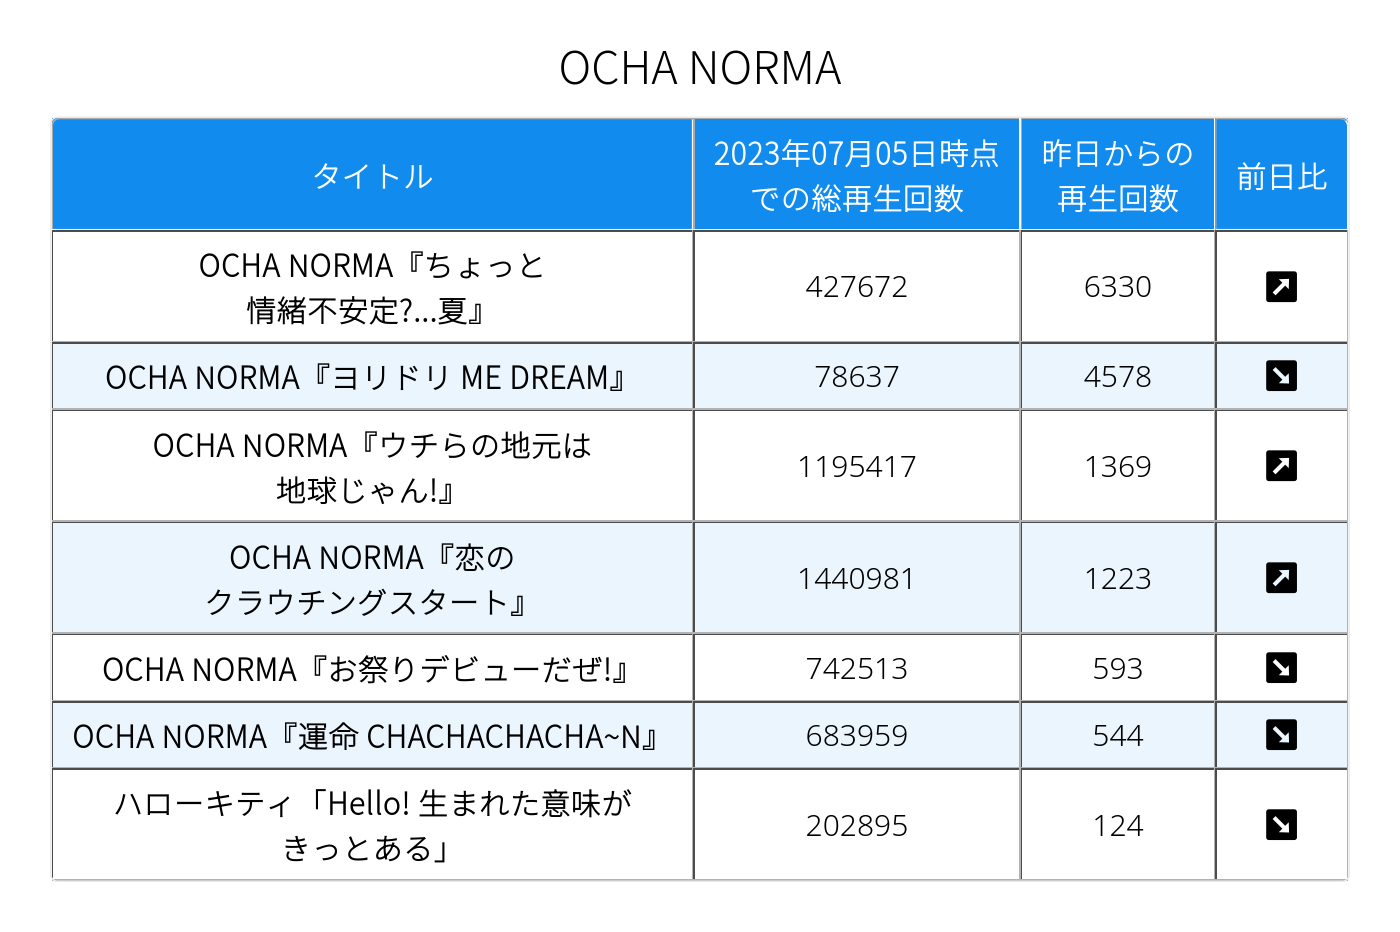 OCHA NORMA
タイトル
2023年07月05日時点
での総再生回数
昨日からの
再生回数
前日比
OCHA NORMA『ちょっと
情緒不安定?...夏』
427672
6330
OCHA NORMA『ヨリドリ ME DREAM』
78637
4578
OCHA NORMA『ウチらの地元は
地球じゃん!』
1195417
1369
OCHA NORMA『恋の
クラウチングスタート』
1440981
1223
OCHA NORMA『お祭りデビューだぜ!』
742513
593
OCHA NORMA『運命 CHACHACHACHA~N』
683959
544
ハローキティ「Hello! 生まれた意味が
きっとある」
202895
124